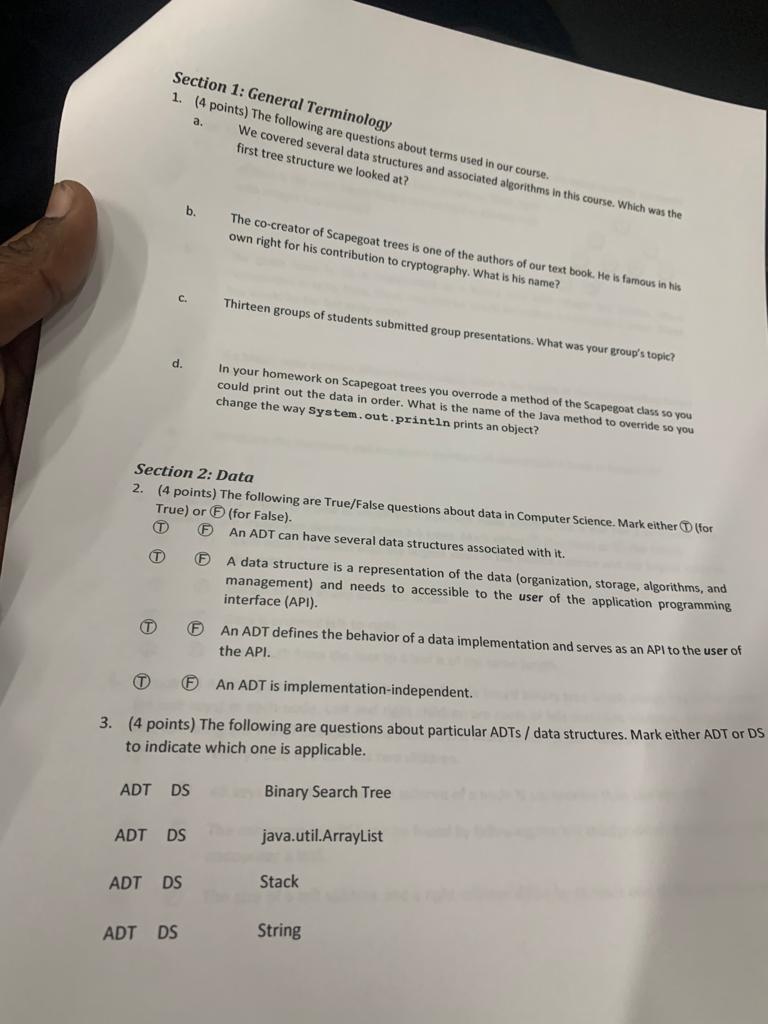 Section 1: General Terminology
1. (4 points) The following are questions about terms used in our course.
a. We covered several data structures and associated algorithms in this course. Which was the
first tree structure we looked at?
b. The co-creator of Scapegoat trees is one of the authors of our text book. He is famous in his
own right for his contribution to cryptography. What is his name?
c. Thirteen groups of students submitted group presentations. What was your group's topic?
d. In your homework on Scapegoat trees you overrode a method of the Scapegoat class so you
could print out the data in order. What is the name of the Java method to override so you
change the way System.out.println prints an object?
Section 2: Data
2. (4 points) The following are True/False questions about data in Computer Science. Mark either Ⓣ (for
True) or Ⓕ (for False).
Ⓣ Ⓕ An ADT can have several data structures associated with it.
Ⓣ Ⓕ A data structure is a representation of the data (organization, storage, algorithms, and
management) and needs to accessible to the user of the application programming
interface (API).
Ⓣ Ⓕ An ADT defines the behavior of a data implementation and serves as an API to the user of
the API.
Ⓣ Ⓕ An ADT is implementation-independent.
3. (4 points) The following are questions about particular ADTs / data structures. Mark either ADT or DS
to indicate which one is applicable.
ADT DS Binary Search Tree
ADT DS java.util.ArrayList
ADT DS Stack
ADT DS String